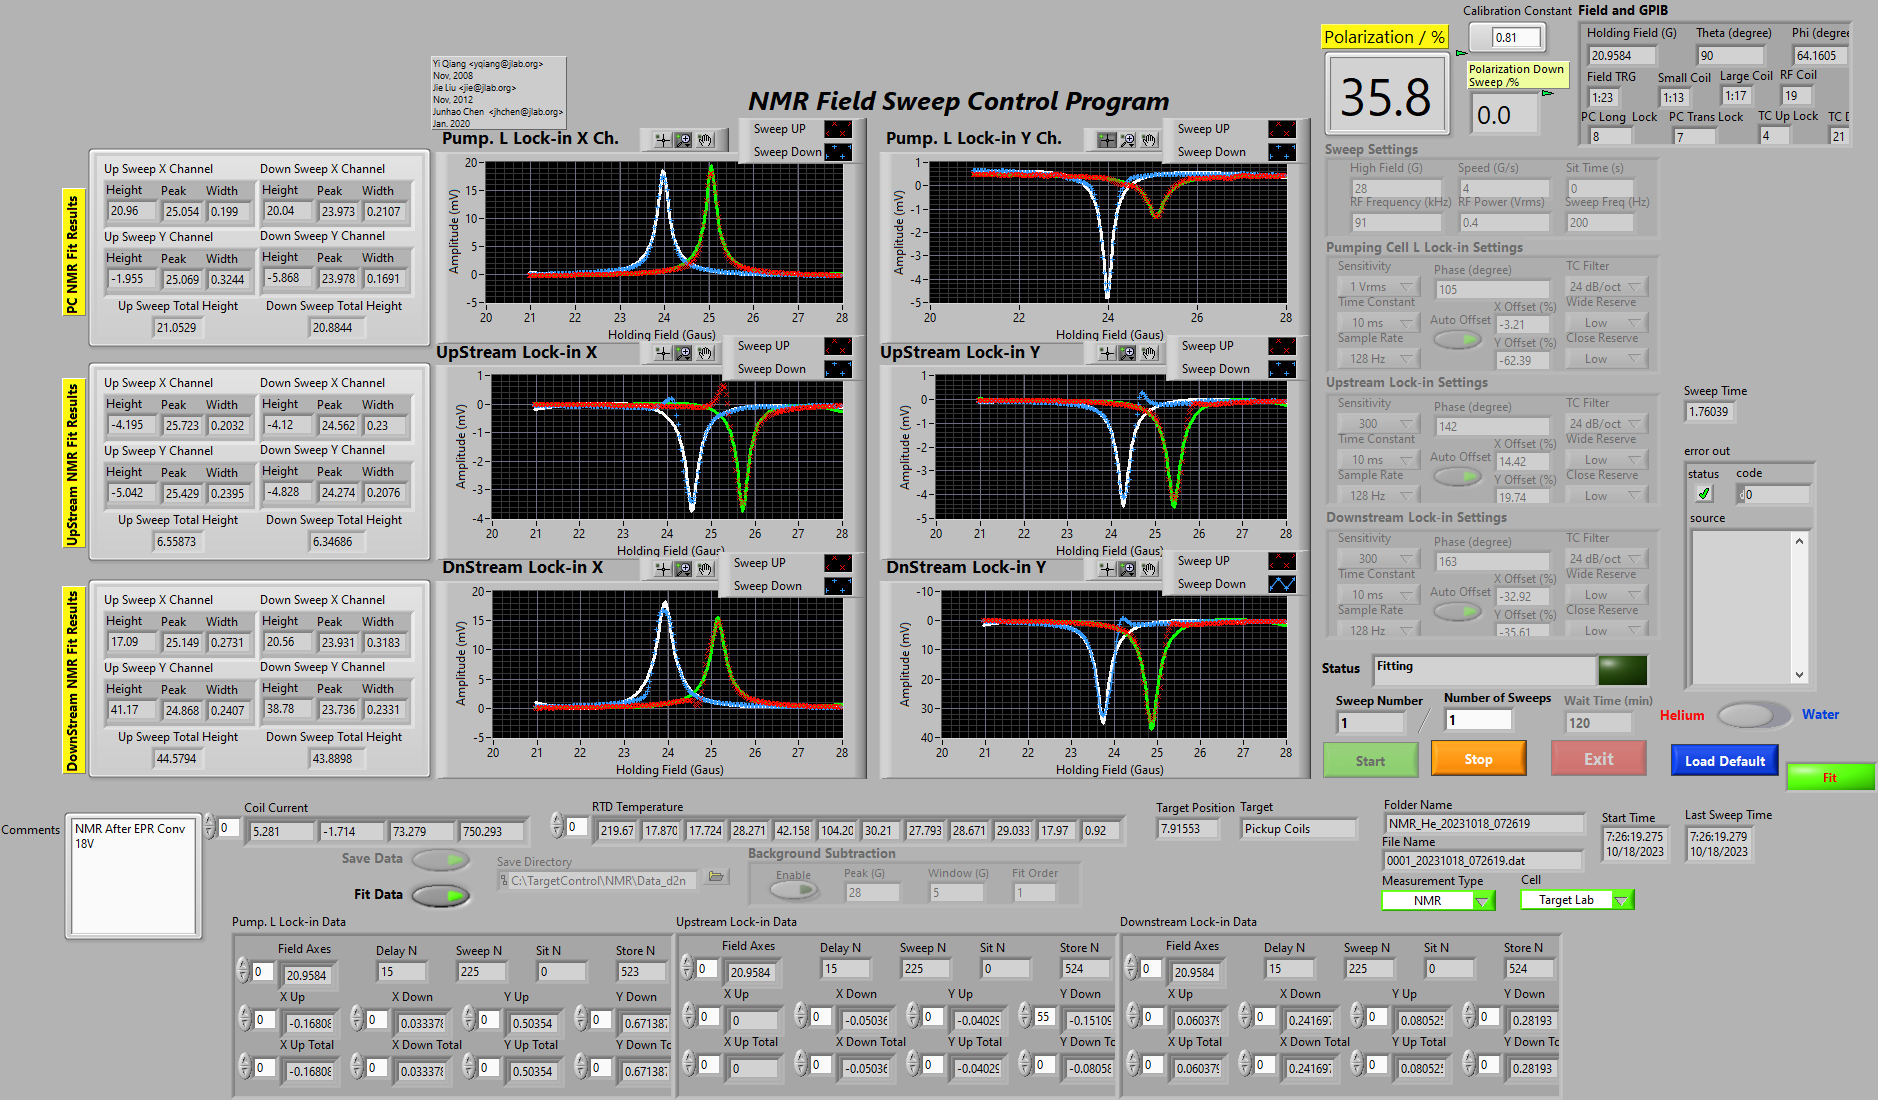 Yi Qiang <yqiang@jlab.org>
Nov, 2008
Jie Liu <jie@jlab.org>
Nov, 2012
Junhao Chen <jhchen@jlab.org>
Jan. 2020
NMR Field Sweep Control Program
Polarization / %
35.8
Calibration Constant
0.81
Polarization Down
Sweep /%
0.0
Field and GPIB
Holding Field (G) Theta (degree) Phi (degree
20.9584 90 64.1605
Field TRG Small Coil Large Coil RF Coil
1:23 1:13 1:17 19
PC Long Lock PC Trans Lock TC Up Lock TC D
8 7 4 21
PC NMR Fit Results
Up Sweep X Channel Down Sweep X Channel
Height Peak Width Height Peak Width
20.96 25.054 0.199 20.04 23.973 0.2107
Up Sweep Y Channel Down Sweep Y Channel
Height Peak Width Height Peak Width
-1.955 25.069 0.3244 -5.868 23.978 0.1691
Up Sweep Total Height Down Sweep Total Height
21.0529 20.8844
UpStream NMR Fit Results
Up Sweep X Channel Down Sweep X Channel
Height Peak Width Height Peak Width
-4.195 25.723 0.2032 -4.12 24.562 0.23
Up Sweep Y Channel Down Sweep Y Channel
Height Peak Width Height Peak Width
-5.042 25.429 0.2395 -4.828 24.274 0.2076
Up Sweep Total Height Down Sweep Total Height
6.55873 6.34686
DownStream NMR Fit Results
Up Sweep X Channel Down Sweep X Channel
Height Peak Width Height Peak Width
17.09 25.149 0.2731 20.56 23.931 0.3183
Up Sweep Y Channel Down Sweep Y Channel
Height Peak Width Height Peak Width
41.17 24.868 0.2407 38.78 23.736 0.2331
Up Sweep Total Height Down Sweep Total Height
44.5794 43.8898
Pump. L Lock-in X Ch.
Sweep UP
Sweep Down
Amplitude (mV)
20
15
10
5
0
-5
20 21 22 23 24 25 26 27 28
Holding Field (Gaus)
Pump. L Lock-in Y Ch.
Sweep UP
Sweep Down
Amplitude (mV)
1
0
-1
-2
-3
-4
-5
20 22 24 26 28
Holding Field (Gaus)
UpStream Lock-in X
Sweep UP
Sweep Down
Amplitude (mV)
1
0
-1
-2
-3
-4
20 21 22 23 24 25 26 27 28
Holding Field (Gaus)
UpStream Lock-in Y
Sweep UP
Sweep Down
Amplitude (mV)
1
0
-1
-2
-3
-4
-5
20 21 22 23 24 25 26 27 28
Holding Field (Gaus)
DnStream Lock-in X
Sweep UP
Sweep Down
Amplitude (mV)
20
15
10
5
0
-5
20 21 22 23 24 25 26 27 28
Holding Field (Gaus)
DnStream Lock-in Y
Sweep UP
Sweep Down
Amplitude (mV)
-10
0
10
20
30
40
21 22 23 24 25 26 27 28
Holding Field (Gaus)
Sweep Settings
High Field (G) Speed (G/s) Sit Time (s)
28 4 0
RF Frequency (kHz) RF Power (Vrms) Sweep Freq (Hz)
91 0.4 200
Pumping Cell L Lock-in Settings
Sensitivity Phase (degree) TC Filter
1 Vrms 105 24 dB/oct
Time Constant X Offset (%) Wide Reserve
10 ms Auto Offset -3.21 Low
Sample Rate Y Offset (%) Close Reserve
128 Hz -62.39 Low
Upstream Lock-in Settings
Sensitivity Phase (degree) TC Filter
300 142 24 dB/oct
Time Constant X Offset (%) Wide Reserve
10 ms Auto Offset 14.42 Low
Sample Rate Y Offset (%) Close Reserve
128 Hz 19.74 Low
Downstream Lock-in Settings
Sensitivity Phase (degree) TC Filter
300 163 24 dB/oct
Time Constant X Offset (%) Wide Reserve
10 ms Auto Offset -32.92 Low
Sample Rate Y Offset (%) Close Reserve
128 Hz -35.61 Low
Sweep Time
1.76039
error out
status code
0
source
Status Fitting
Sweep Number Number of Sweeps Wait Time (min)
1 / 1 120
Helium Water
Start Stop Exit Load Default Fit
Comments
NMR After EPR Conv
18V
Coil Current
0 5.281 -1.714 73.279 750.293
RTD Temperature
0 219.67 17.870 17.724 28.271 42.158 104.20 30.21 27.793 28.671 29.033 17.97 0.92
Target Position Target
7.91553 Pickup Coils
Folder Name
NMR_He_20231018_072619
File Name
0001_20231018_072619.dat
Start Time Last Sweep Time
7:26:19.275 7:26:19.279
10/18/2023 10/18/2023
Measurement Type Cell
NMR Target Lab
Save Data
Fit Data
Save Directory
C:\TargetControl\NMR\Data_d2n
Background Subtraction
Enable Peak (G) Window (G) Fit Order
28 5 1
Pump. L Lock-in Data
Field Axes Delay N Sweep N Sit N Store N
0 20.9584 15 225 0 523
X Up X Down Y Up Y Down
0 -0.16808 0 0.033378 0 0.50354 0 0.671387
X Up Total X Down Total Y Up Total Y Down To
0 -0.16808 0 0.033378 0 0.50354 0 0.671387
Upstream Lock-in Data
Field Axes Delay N Sweep N Sit N Store N
0 20.9584 15 225 0 524
X Up X Down Y Up Y Down
0 0 0 -0.05036 0 -0.04029 55 -0.15109
X Up Total X Down Total Y Up Total Y Down To
0 0 0 -0.05036 0 -0.04029 0 -0.08058
Downstream Lock-in Data
Field Axes Delay N Sweep N Sit N Store N
0 20.9584 15 225 0 524
X Up X Down Y Up Y Down
0 0.060379 0 0.241697 0 0.080525 0 0.28193
X Up Total X Down Total Y Up Total Y Down To
0 0.060379 0 0.241697 0 0.080525 0 0.28193